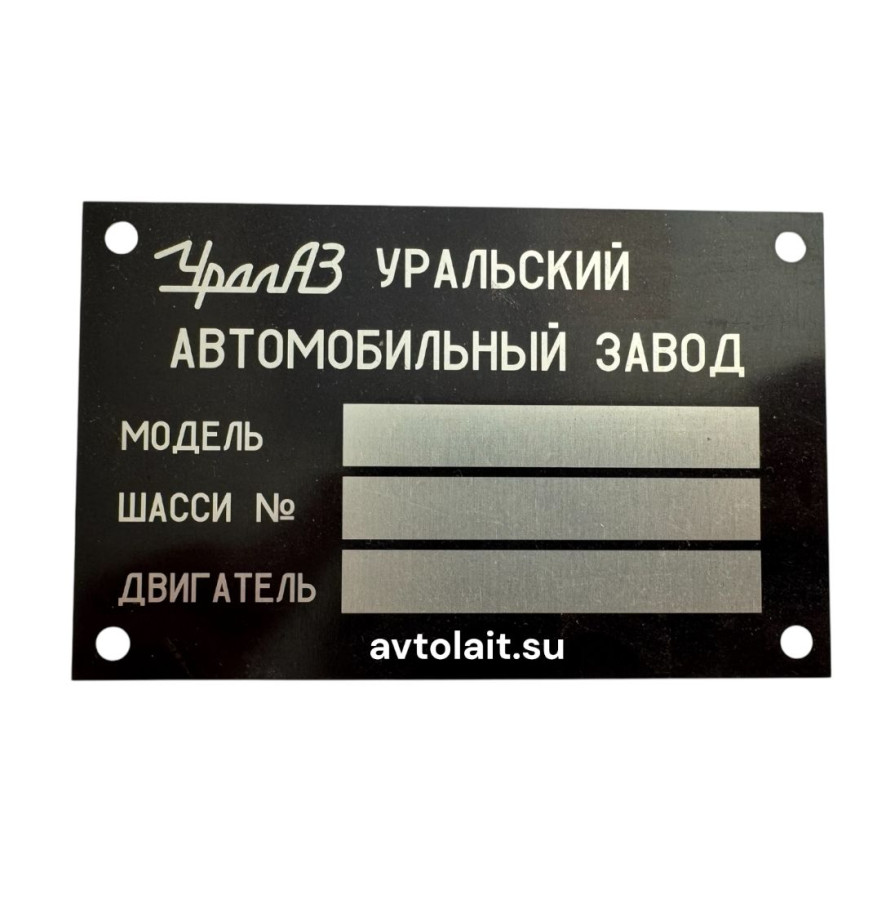 УралАЗ УРАЛЬСКИЙ
АВТОМОБИЛЬНЫЙ ЗАВОД
МОДЕЛЬ
ШАССИ №
ДВИГАТЕЛЬ
avtolait.su